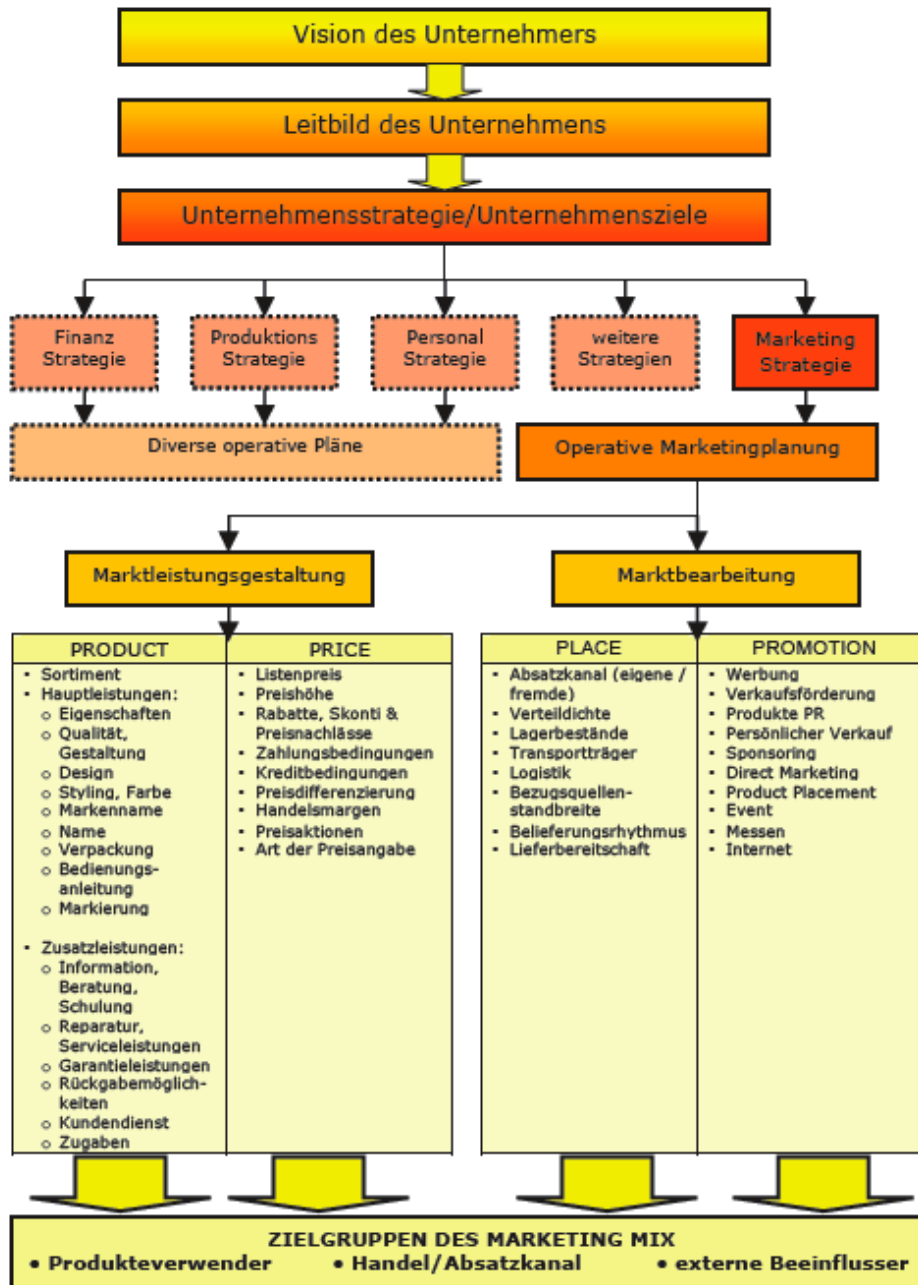 Vision des Unternehmers
Leitbild des Unternehmens
Unternehmensstrategie/Unternehmensziele
Finanz
Strategie
Produktions
Strategie
Personal
Strategie
weitere
Strategien
Marketing
Strategie
Diverse operative Pläne
Operative Marketingplanung
Marktleistungsgestaltung
Marktbearbeitung
PRODUCT
▪ Sortiment
▪ Hauptleistungen:
o Eigenschaften
o Qualität,
Gestaltung
o Design
o Styling, Farbe
o Markenname
o Name
o Verpackung
o Bedienungs-
anleitung
o Markierung
▪ Zusatzleistungen:
o Information,
Beratung,
Schulung
o Reparatur,
Serviceleistungen
o Garantieleistungen
o Rückgabemöglich-
keiten
o Kundendienst
o Zugaben
PRICE
▪ Listenpreis
▪ Preishöhe
▪ Rabatte, Skonti &
Preisnachlässe
▪ Zahlungsbedingungen
▪ Kreditbedingungen
▪ Preisdifferenzierung
▪ Handelsmargen
▪ Preisaktionen
▪ Art der Preisangabe
PLACE
▪ Absatzkanal (eigene /
fremde)
▪ Verteildichte
▪ Lagerbestände
▪ Transportträger
▪ Logistik
▪ Bezugsquellen-
standbreite
▪ Belieferungsrhythmus
▪ Lieferbereitschaft
PROMOTION
▪ Werbung
▪ Verkaufsförderung
▪ Produkte PR
▪ Persönlicher Verkauf
▪ Sponsoring
▪ Direct Marketing
▪ Product Placement
▪ Event
▪ Messen
▪ Internet
ZIELGRUPPEN DES MARKETING MIX
• Produkteverwender • Handel/Absatzkanal • externe Beeinflusser